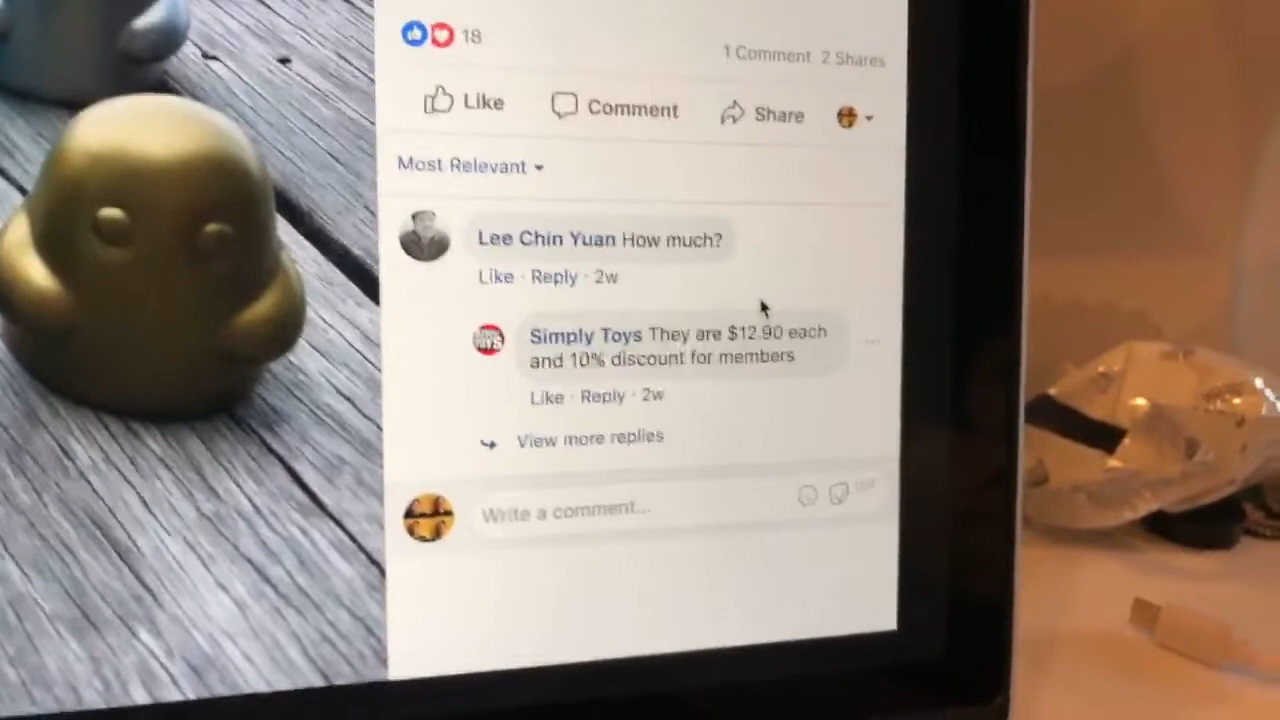 18
1 Comment 2 Shares
Like Comment Share
Most Relevant
Lee Chin Yuan How much?
Like · Reply · 2w
Simply Toys They are $12.90 each
and 10% discount for members
Like · Reply · 2w
View more replies
Write a comment...